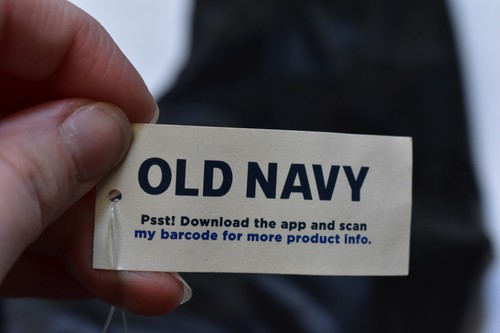 OLD NAVY
Psst! Download the app and scan
my barcode for more product info.